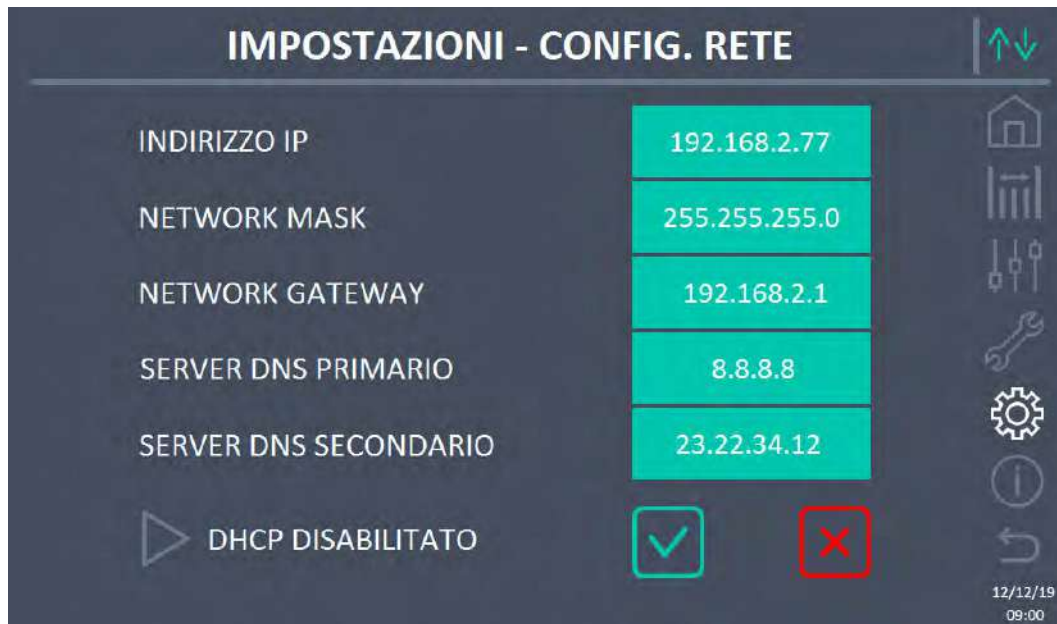 IMPOSTAZIONI - CONFIG. RETE
INDIRIZZO IP 192.168.2.77
NETWORK MASK 255.255.255.0
NETWORK GATEWAY 192.168.2.1
SERVER DNS PRIMARIO 8.8.8.8
SERVER DNS SECONDARIO 23.22.34.12
DHCP DISABILITATO
12/12/19
09:00